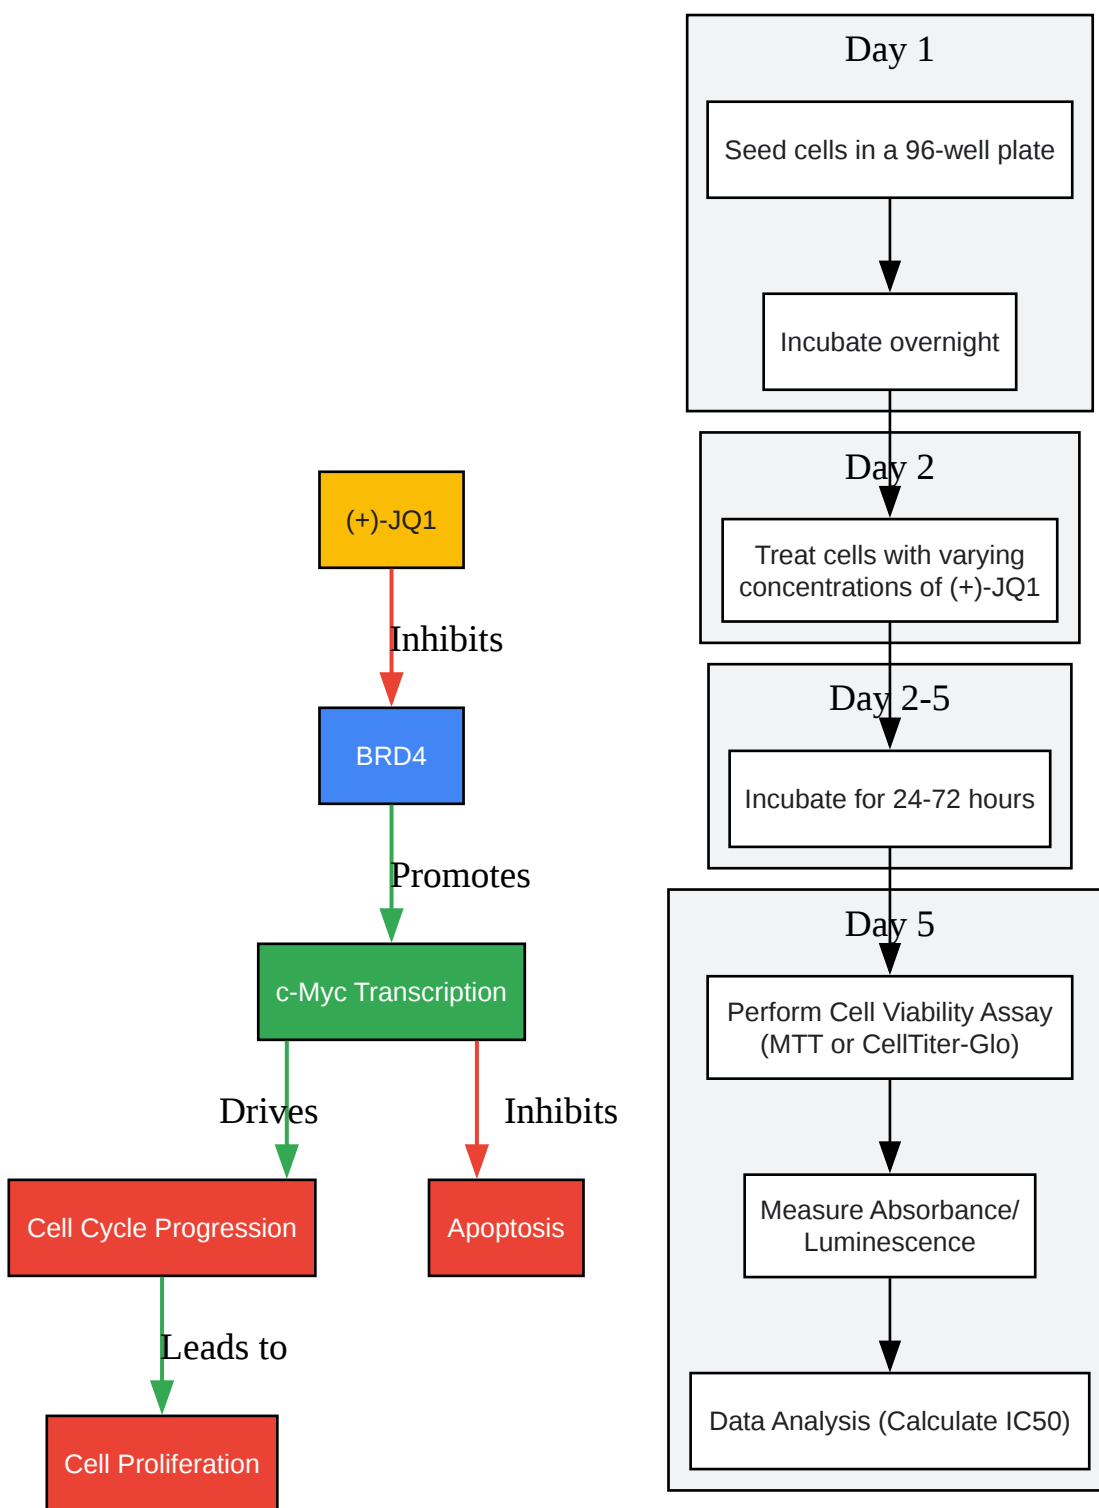 (+)-JQ1
Inhibits
BRD4
Promotes
c-Myc Transcription
Drives
Inhibits
Cell Cycle Progression
Apoptosis
Leads to
Cell Proliferation
Day 1
Seed cells in a 96-well plate
Incubate overnight
Day 2
Treat cells with varying
concentrations of (+)-JQ1
Day 2-5
Incubate for 24-72 hours
Day 5
Perform Cell Viability Assay
(MTT or CellTiter-Glo)
Measure Absorbance/
Luminescence
Data Analysis (Calculate IC50)